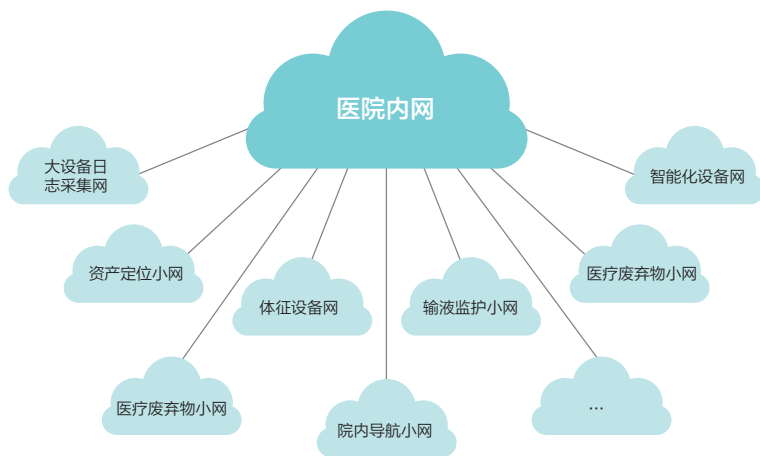 医院内网
大设备日
志采集网
智能化设备网
资产定位小网
体征设备网
输液监护小网
医疗废弃物小网
医疗废弃物小网
院内导航小网
...